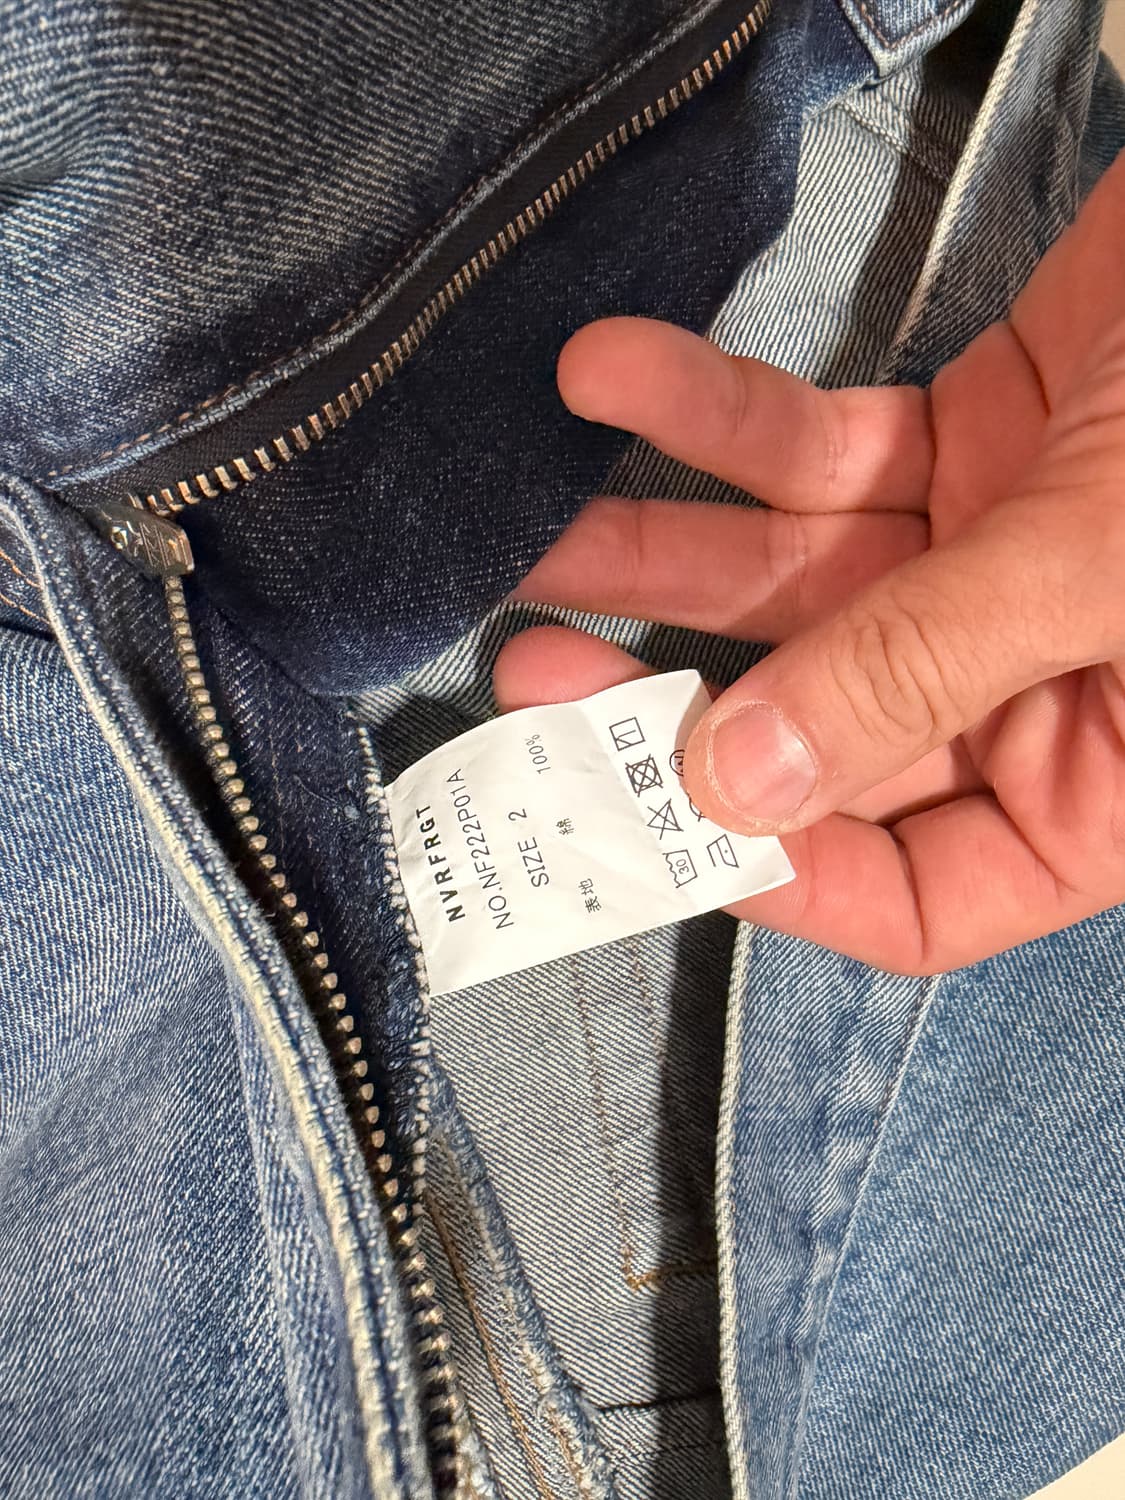 NVRFRGT
NO.NF222P01A
SIZE 2
表地 綿 100%
30
W